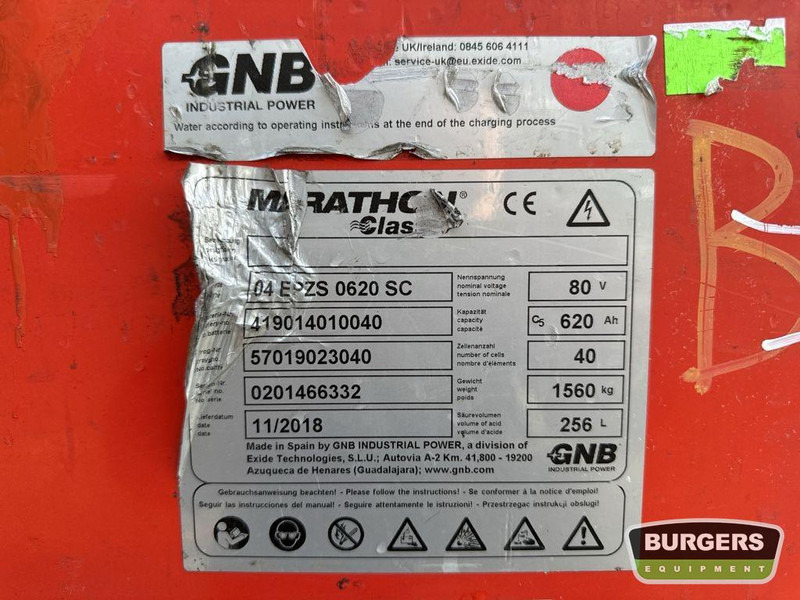 UK/Ireland: 0845 606 4111
service-uk@eu.exide.com
GNB
INDUSTRIAL POWER
Water according to operating at the end of the charging process
MARATHON®
Clas
CE
04 EPZS 0620 SC
Nennspannung
nominal voltage
tension nominale
80 V
419014010040
Kapazität
capacity
capacité
C5 620 Ah
57019023040
Zellenanzahl
number of cells
nombre d'éléments
40
0201466332
Gewicht
weight
poids
1560 kg
Lieferdatum
date
date
11/2018
Säurevolumen
volume of acid
volume d'acide
256 L
Made in Spain by GNB INDUSTRIAL POWER, a division of
Exide Technologies, S.L.U.; Autovia A-2 Km. 41,800 - 19200
Azuqueca de Henares (Guadalajara); www.gnb.com
GNB
INDUSTRIAL POWER
Gebrauchsanweisung beachten! - Please follow the instructions! - Se conformer à la notice d'emploi!
Seguir las instrucciones del manual! - Seguire attentamente le istruzioni! - Przestrzegac instrukcji obslugi!
B
BURGERS
EQUIPMENT